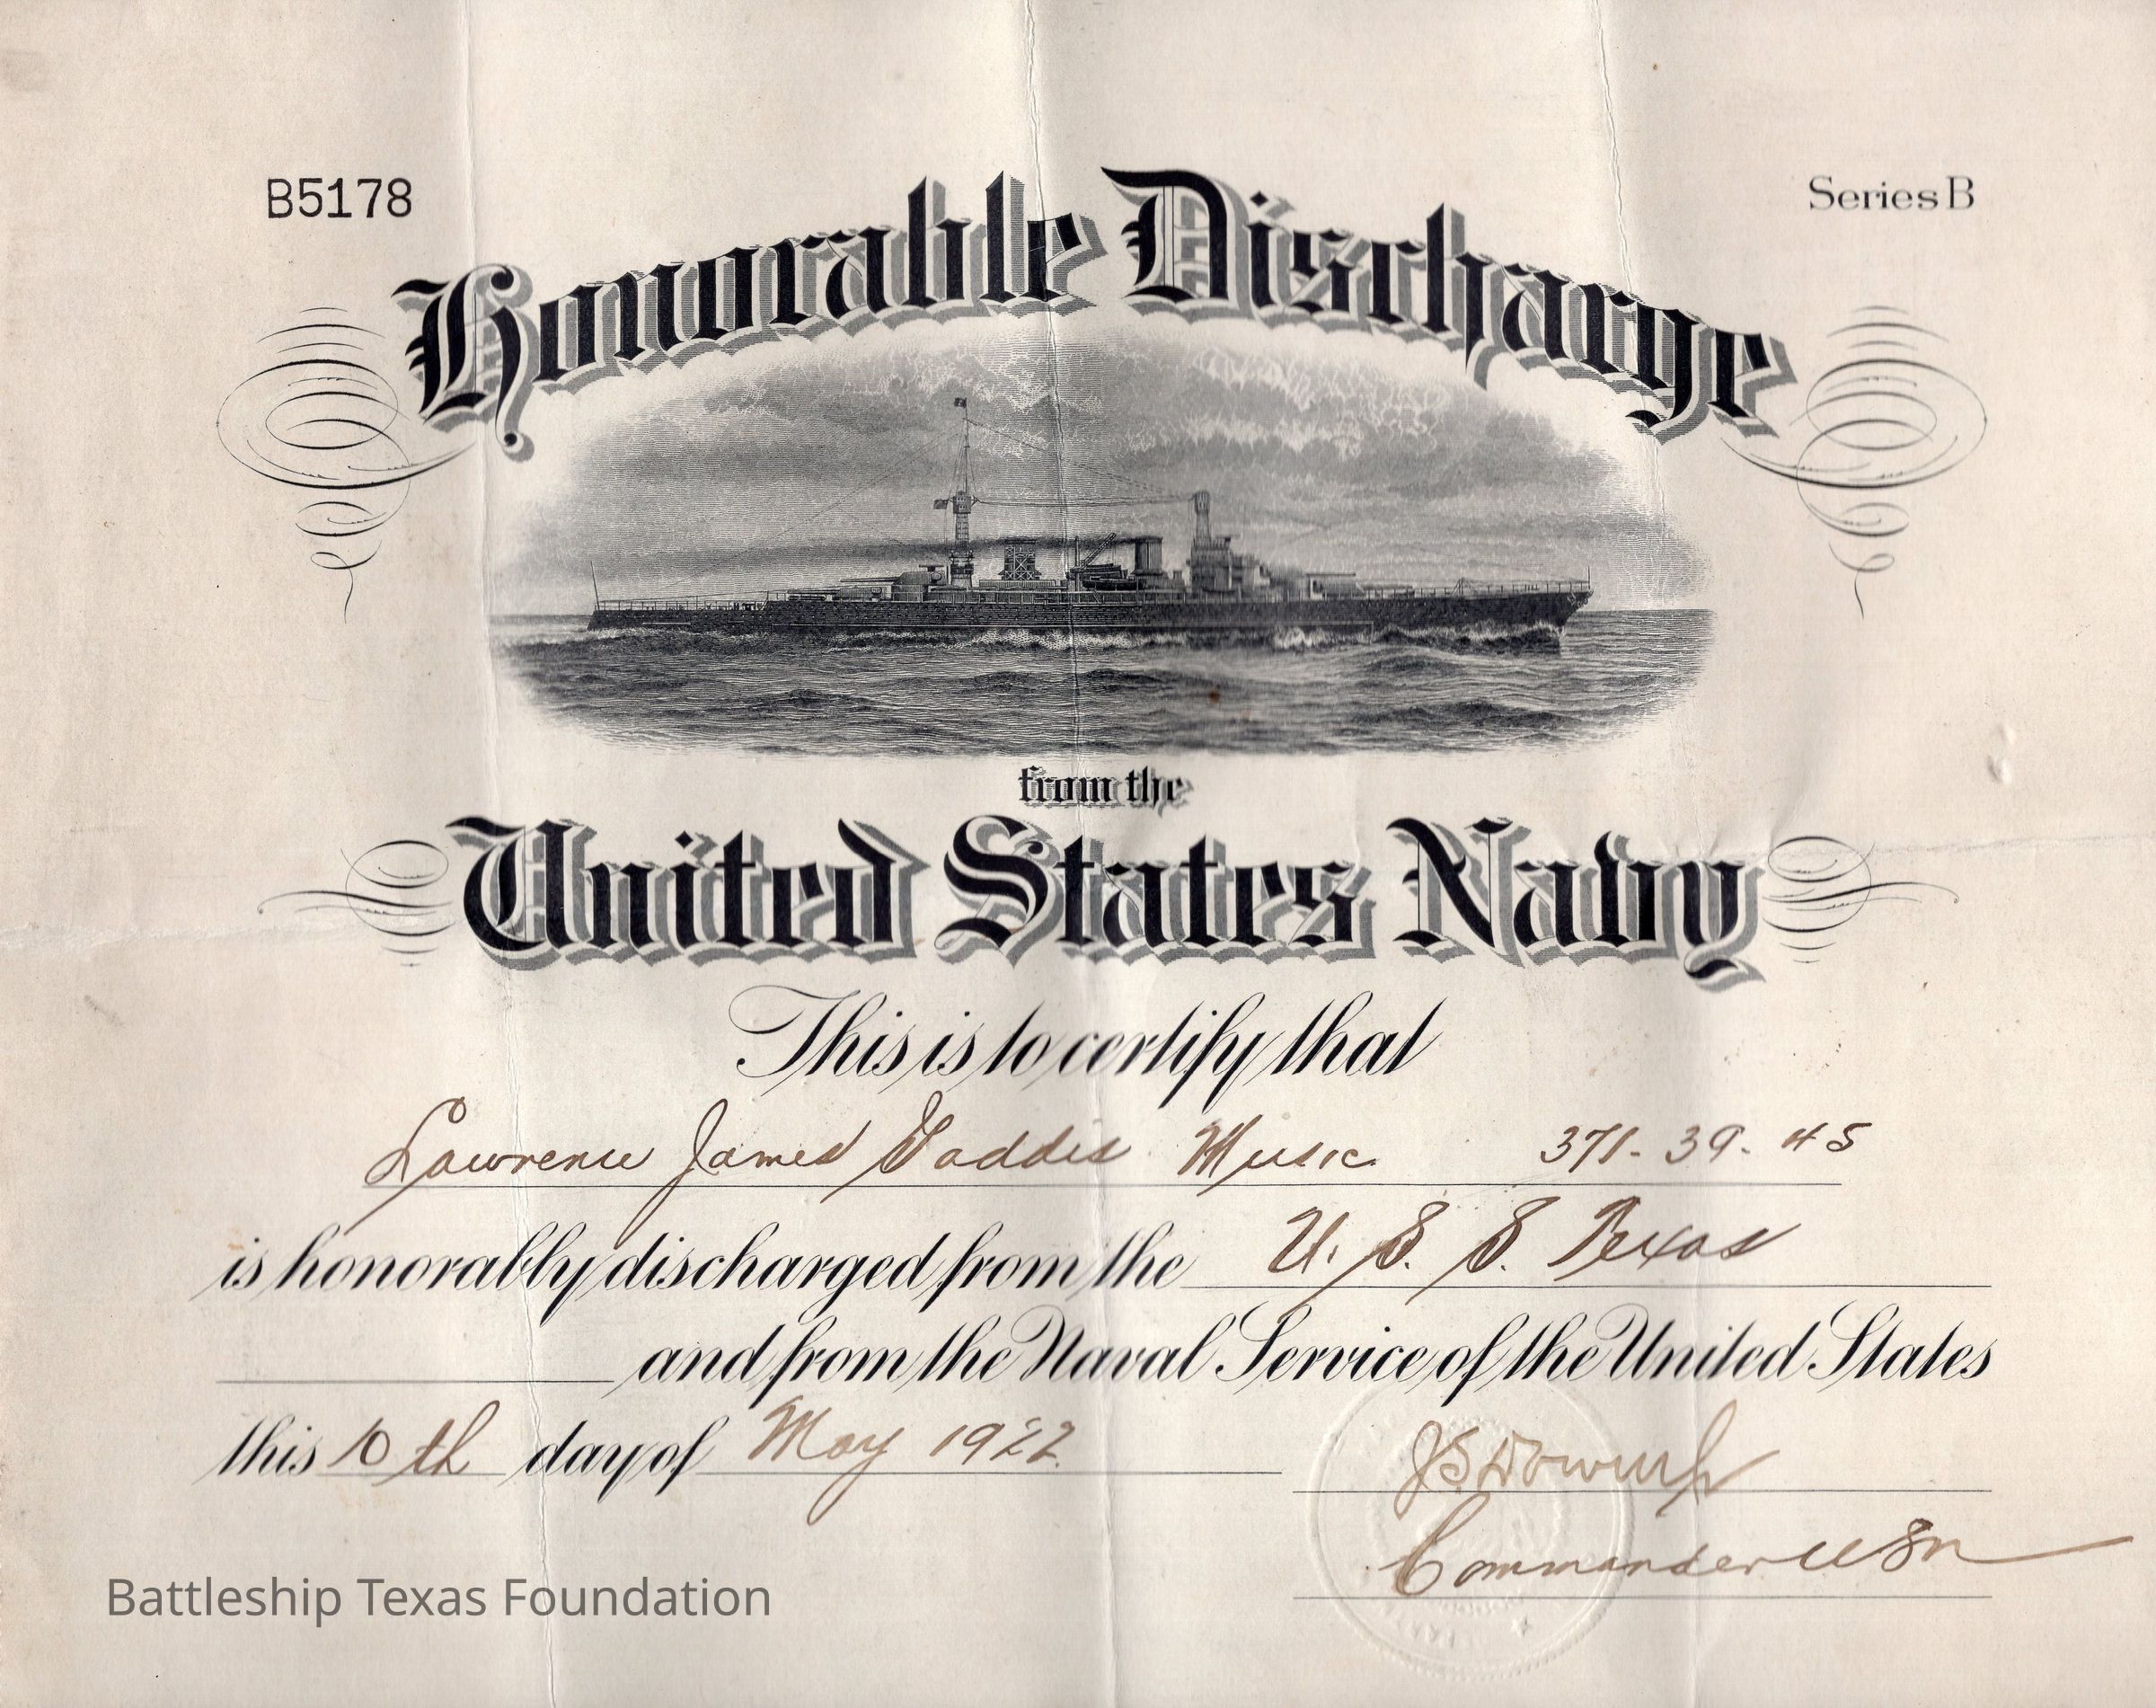 B5178
Series B
Honorable Discharge
from the
United States Navy
This is to certify that
Lawrence James Music. 371-39-45
is honorably discharged from the U. S. S. Texas
and from the Naval Service of the United States
this 10th day of May 1922.
Commander USN
Battleship Texas Foundation